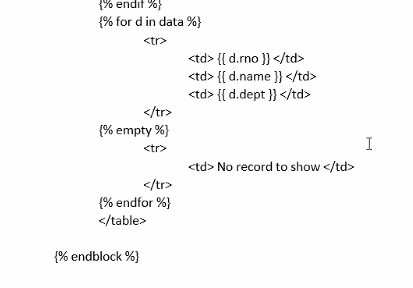 {% endif %}
{% for d in data %}
<tr>
<td> {{ d.rno }} </td>
<td> {{ d.name }} </td>
<td> {{ d.dept }} </td>
</tr>
{% empty %}
<tr>
<td> No record to show </td>
</tr>
{% endfor %}
</table>
{% endblock %}